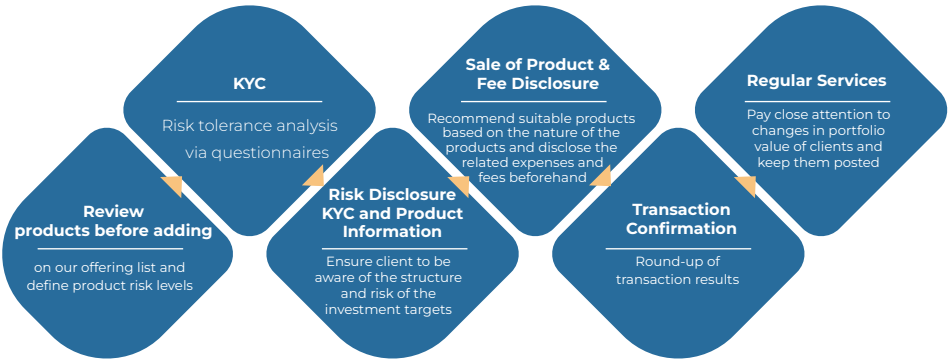 Review
products before adding
on our offering list and
define product risk levels
KYC
Risk tolerance analysis
via questionnaires
Risk Disclosure
KYC and Product
Information
Ensure client to be
aware of the structure
and risk of the
investment targets
Sale of Product &
Fee Disclosure
Recommend suitable products
based on the nature of the
products and disclose the
related expenses and
fees beforehand
Transaction
Confirmation
Round-up of
transaction results
Regular Services
Pay close attention to
changes in portfolio
value of clients and
keep them posted